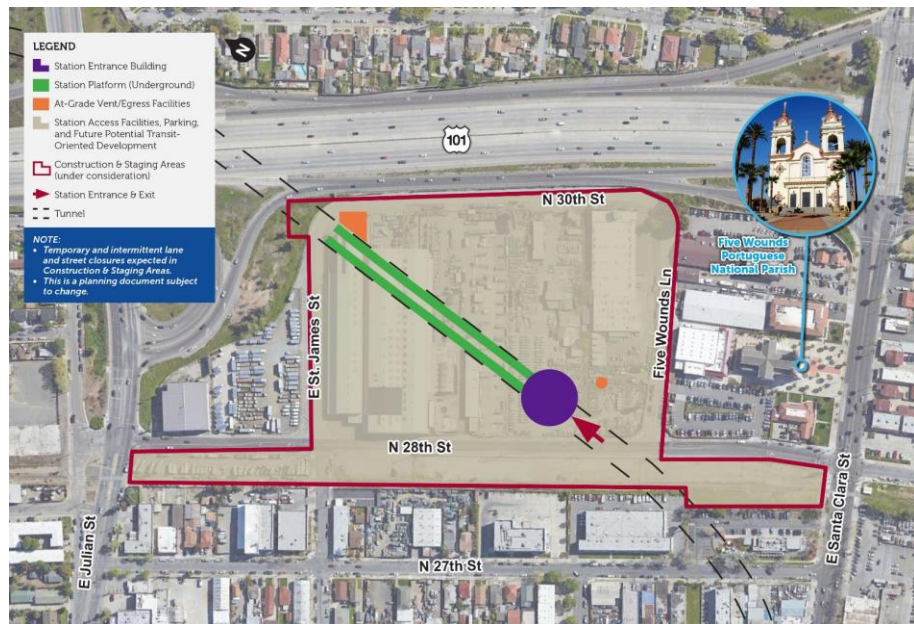 LEGEND
Station Entrance Building
Station Platform (Underground)
At-Grade Vent/Egress Facilities
Station Access Facilities, Parking,
and Future Potential Transit-
Oriented Development
Construction & Staging Areas
(under consideration)
Station Entrance & Exit
Tunnel
NOTE:
• Temporary and intermittent lane
and street closures expected in
Construction & Staging Areas.
• This is a planning document subject
to change.
N
101
N 30th St
Five Wounds
Portuguese
National Parish
E St. James St
Five Wounds Ln
N 28th St
E Julian St
E Santa Clara St
N 27th St